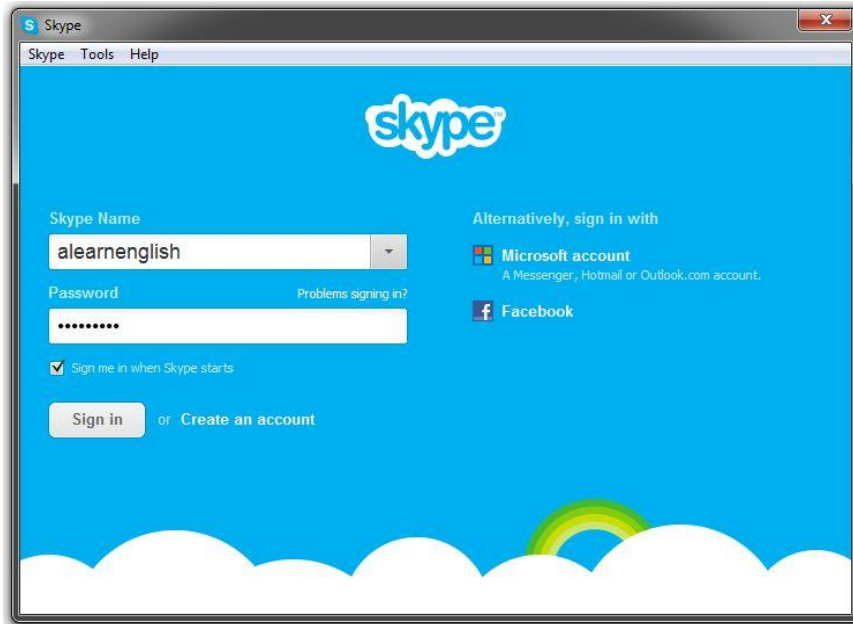 Skype
Skype Tools Help
skype™
Skype Name
alearnenglish
Password Problems signing in?
•••••••••
Sign me in when Skype starts
Sign in or Create an account
Alternatively, sign in with
Microsoft account
A Messenger, Hotmail or Outlook.com account.
Facebook